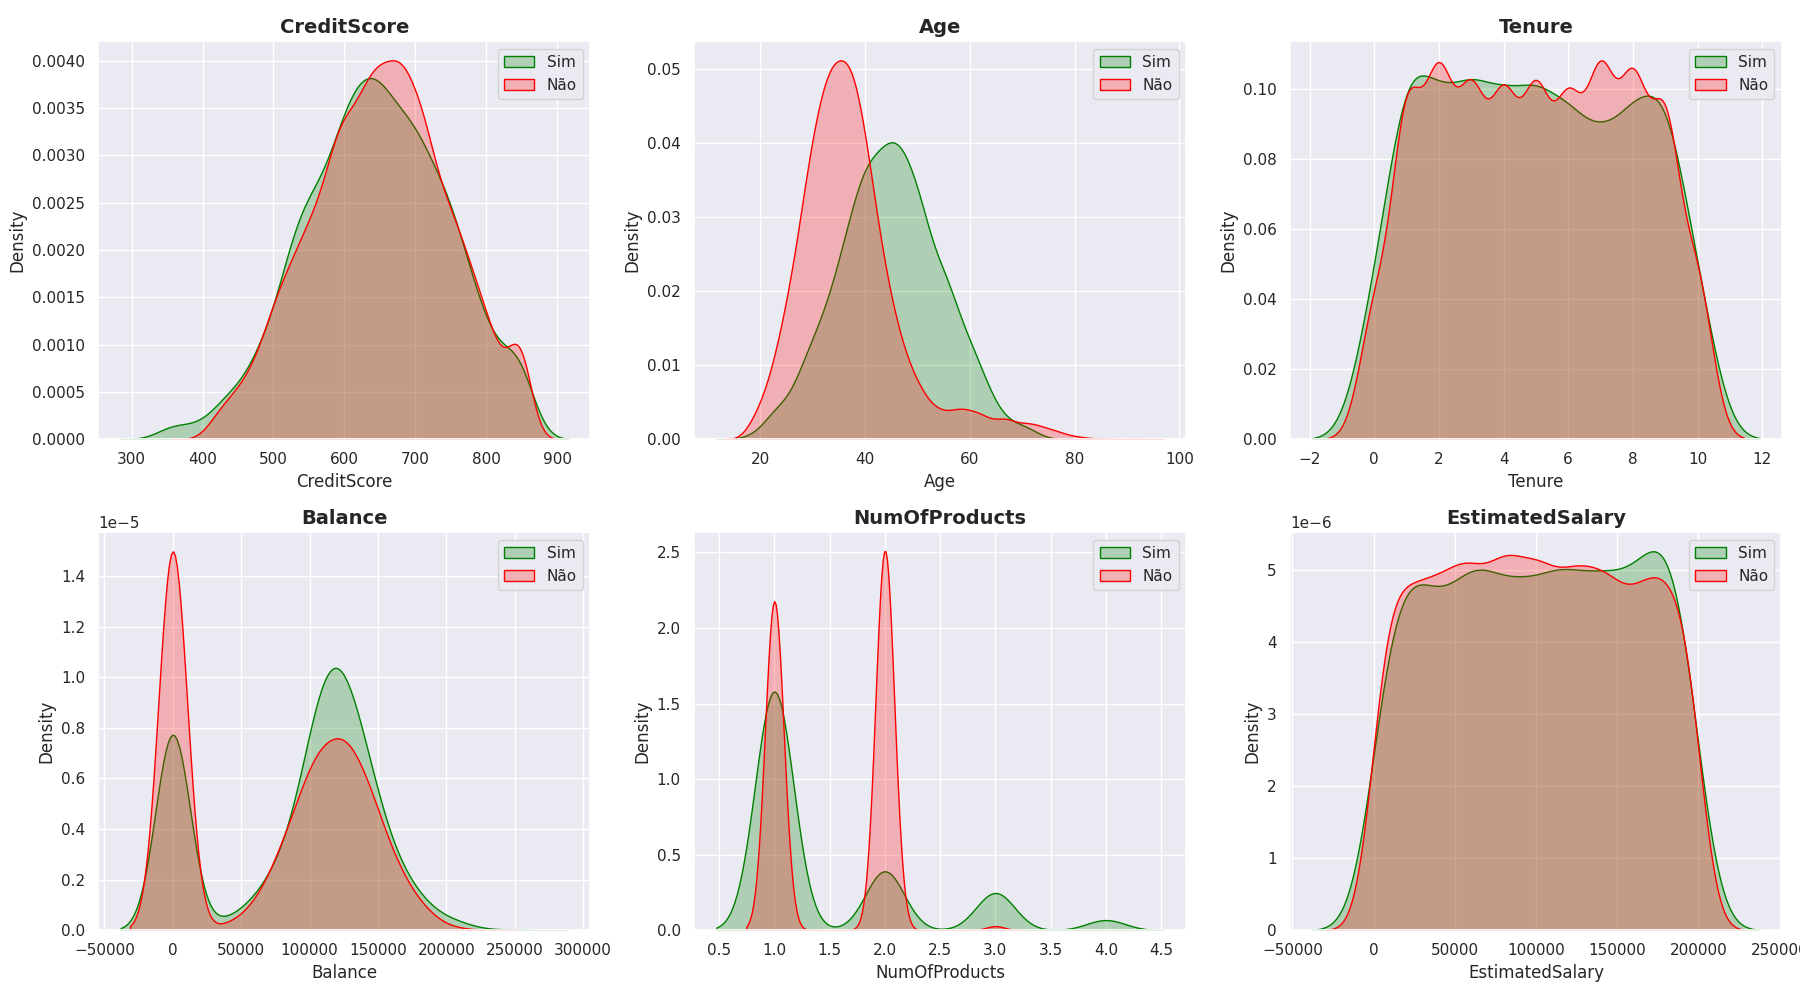 CreditScore
Sim
Não
0.0040
0.0035
0.0030
0.0025
0.0020
0.0015
0.0010
0.0005
0.0000
Density
300 400 500 600 700 800 900
CreditScore
Age
Sim
Não
0.05
0.04
0.03
0.02
0.01
0.00
Density
20 40 60 80 100
Age
Tenure
Sim
Não
0.10
0.08
0.06
0.04
0.02
0.00
Density
−2 0 2 4 6 8 10 12
Tenure
Balance
1e−5
Sim
Não
1.4
1.2
1.0
0.8
0.6
0.4
0.2
0.0
Density
−50000 0 50000 100000 150000 200000 250000 300000
Balance
NumOfProducts
Sim
Não
2.5
2.0
1.5
1.0
0.5
0.0
Density
0.5 1.0 1.5 2.0 2.5 3.0 3.5 4.0 4.5
NumOfProducts
EstimatedSalary
1e−6
Sim
Não
5
4
3
2
1
0
Density
−50000 0 50000 100000 150000 200000 25000
EstimatedSalary